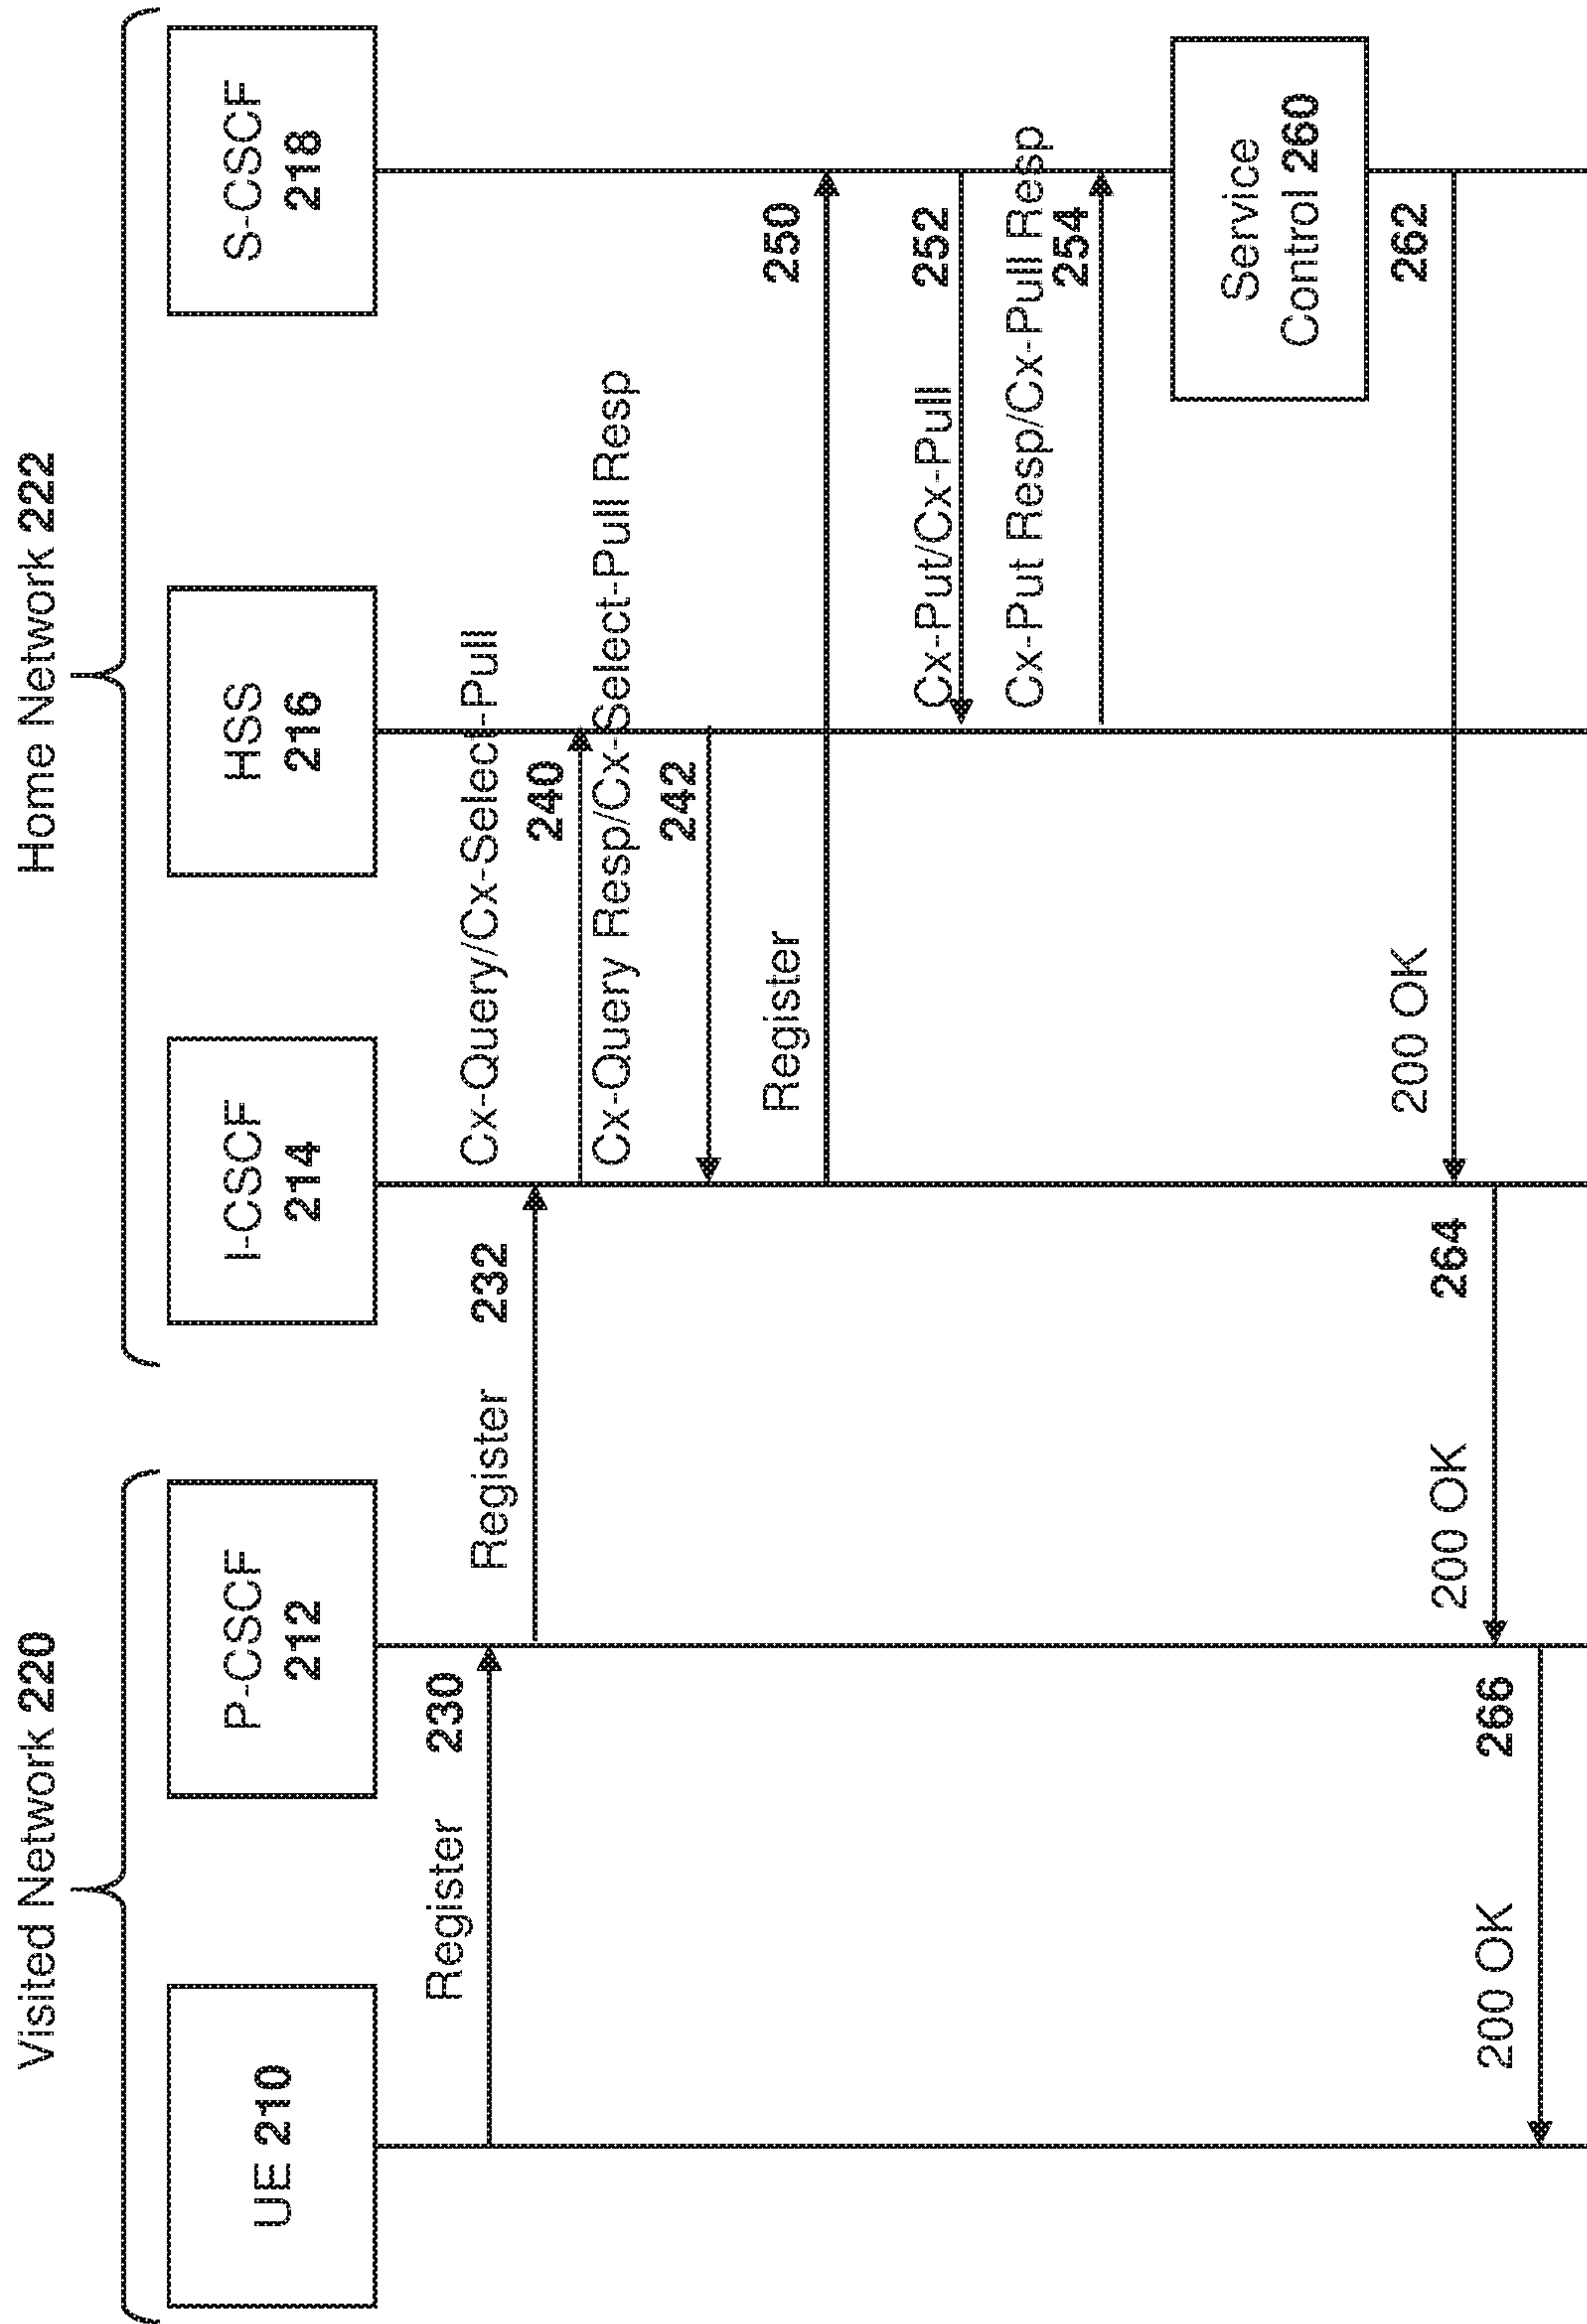 Visited Network 220
Home Network 222
UE 210
P-CSCF
212
I-CSCF
214
HSS
216
S-CSCF
218
Register
230
Register
232
Cx-Query/Cx-Select-Pull
240
Cx-Query Resp/Cx-Select-Pull Resp
242
Register
250
Cx-Put/Cx-Pull
252
Cx-Put Resp/Cx-Pull Resp
254
Service
Control 260
200 OK
262
200 OK
264
200 OK
266